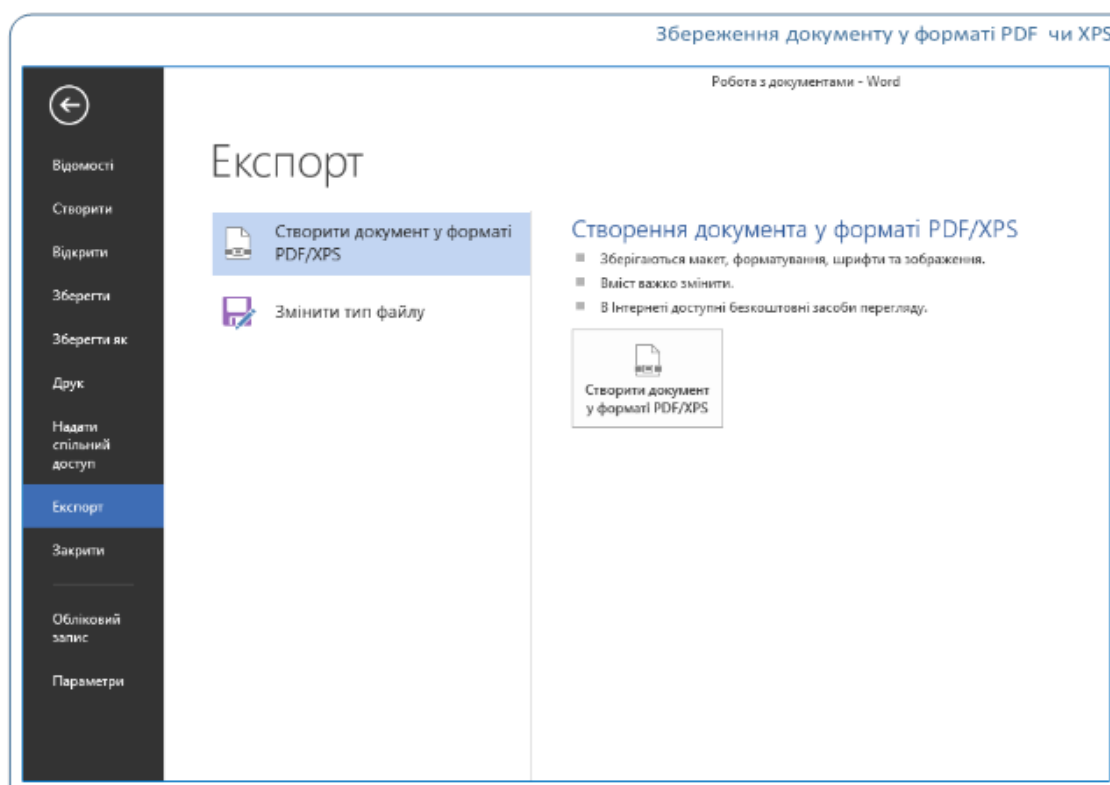 Збереження документу у форматі PDF чи XPS
Робота з документами - Word
Відомості
Створити
Відкрити
Зберегти
Зберегти як
Друк
Надати
спільний
доступ
Експорт
Закрити
Обліковий
запис
Параметри
Експорт
Створити документ у форматі
PDF/XPS
Змінити тип файлу
Створення документа у форматі PDF/XPS
Зберігаються макет, форматування, шрифти та зображення.
Вміст важко змінити.
В Інтернеті доступні безкоштовні засоби перегляду.
Створити документ
у форматі PDF/XPS